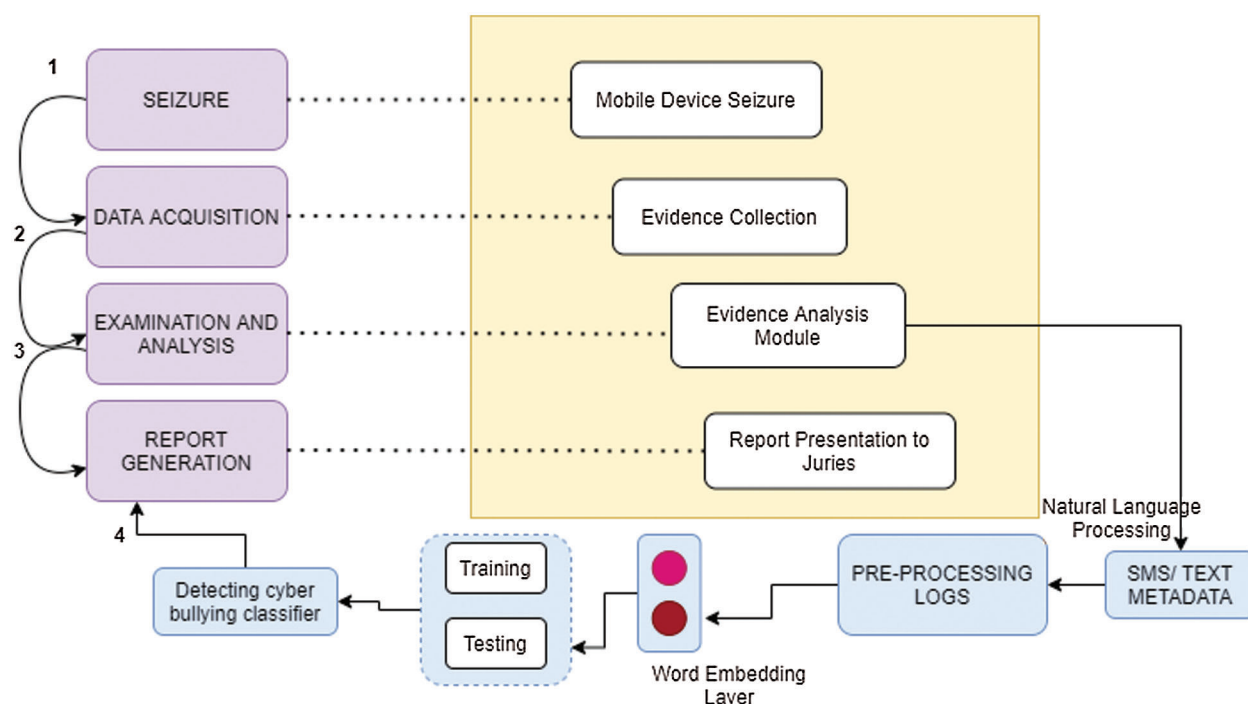 1
SEIZURE
Mobile Device Seizure
DATA ACQUISITION
Evidence Collection
2
EXAMINATION AND
ANALYSIS
Evidence Analysis
Module
3
REPORT
GENERATION
Report Presentation to
Juries
Natural Language
Processing
4
Detecting cyber
bullying classifier
Training
Testing
Word Embedding
Layer
PRE-PROCESSING
LOGS
SMS/ TEXT
METADATA